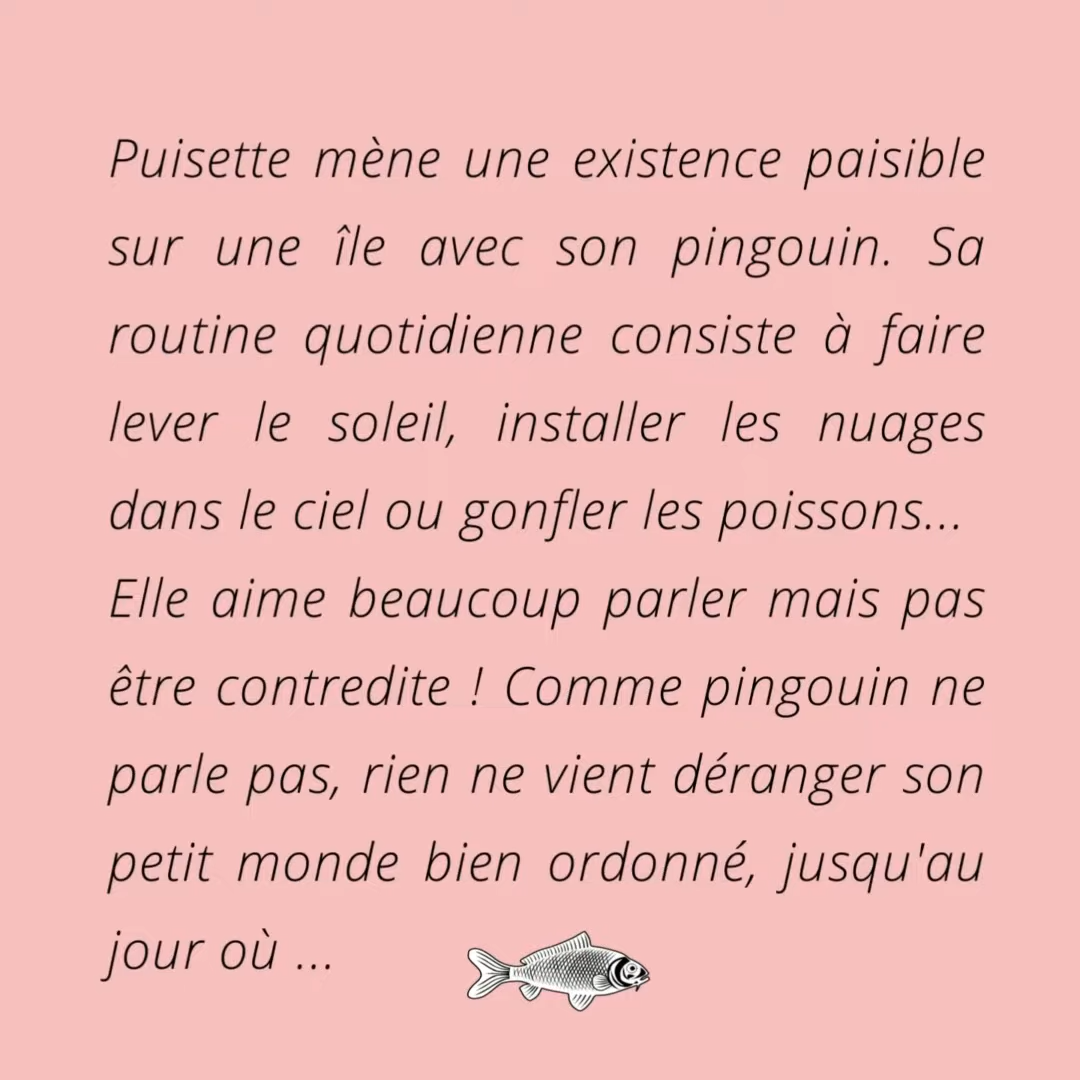 Puisette mène une existence paisible
sur une île avec son pingouin. Sa
routine quotidienne consiste à faire
lever le soleil, installer les nuages
dans le ciel ou gonfler les poissons...
Elle aime beaucoup parler mais pas
être contredite ! Comme pingouin ne
parle pas, rien ne vient déranger son
petit monde bien ordonné, jusqu'au
jour où ...